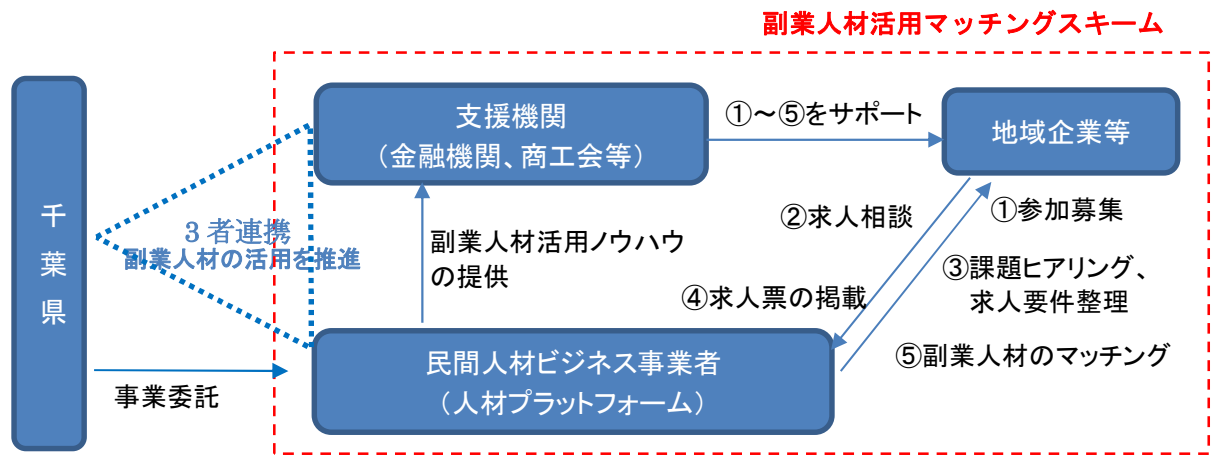 副業人材活用マッチングスキーム
千葉県
支援機関
（金融機関、商工会等）
①～⑤をサポート
地域企業等
３者連携
副業人材の活用を推進
副業人材活用ノウハウ
の提供
②求人相談
①参加募集
③課題ヒアリング、
求人要件整理
④求人票の掲載
⑤副業人材のマッチング
民間人材ビジネス事業者
（人材プラットフォーム）
事業委託